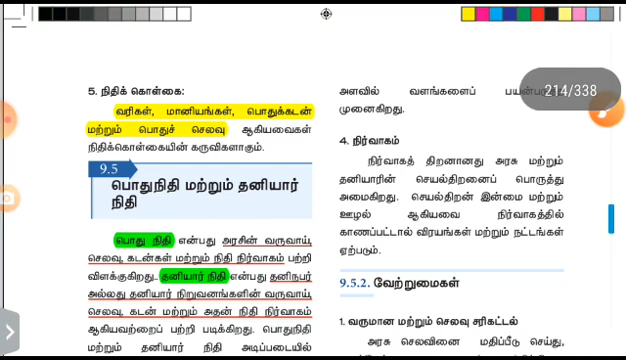 5. நிதிக் கொள்கை:
வரிகள், மானியங்கள், பொதுக்கடன்
மற்றும் பொதுச் செலவு ஆகியவைகள்
நிதிக்கொள்கையின் கருவிகளாகும்.
9.5
பொதுநிதி மற்றும் தனியார்
நிதி
பொது நிதி என்பது அரசின் வருவாய்,
செலவு, கடன்கள் மற்றும் நிதி நிர்வாகம் பற்றி
விளக்குகிறது. தனியார் நிதி என்பது தனிநபர்
அல்லது தனியார் நிறுவனங்களின் வருவாய்,
செலவு, கடன் மற்றும் அதன் நிதி நிர்வாகம்
ஆகியவற்றைப் பற்றி படிக்கிறது. பொதுநிதி
மற்றும் தனியார் நிதி அடிப்படையில்
அளவில் வளங்களைப்
முனைகிறது.
214/338
4. நிர்வாகம்
நிர்வாகத் திறனானது அரசு மற்றும்
தனியாரின் செயல்திறனைப் பொருத்து
அமைகிறது. செயல்திறன் இன்மை மற்றும்
ஊழல் ஆகியவை நிர்வாகத்தில்
காணப்பட்டால் விரயங்கள் மற்றும் நட்டங்கள்
ஏற்படும்.
9.5.2. வேற்றுமைகள்
1. வருமான மற்றும் செலவு சரிகட்டல்
அரசு செலவினை மதிப்பீடு செய்து,